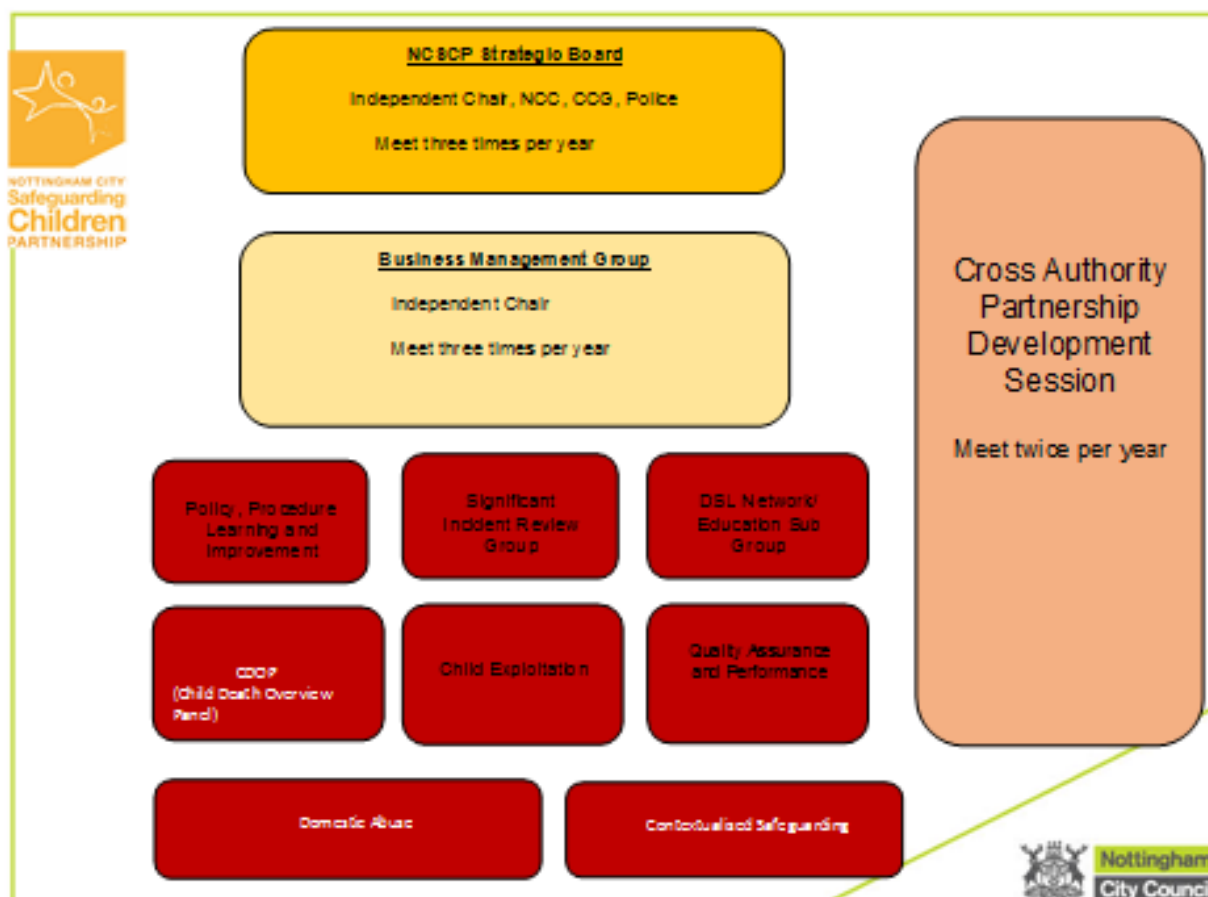 NOTTINGHAM CITY
Safeguarding
Children
PARTNERSHIP
NCSCP Strategic Board
Independent Chair, NCC, CCG, Police
Meet three times per year
Business Management Group
Independent Chair
Meet three times per year
Cross Authority
Partnership
Development
Session
Meet twice per year
Policy, Procedure
Learning and
Improvement
Significant
Incident Review
Group
DSL Network/
Education Sub
Group
CDOP
(Child Death Overview
Panel)
Child Exploitation
Quality Assurance
and Performance
Domestic Abuse
Contextualised Safeguarding
Nottingham
City Counci